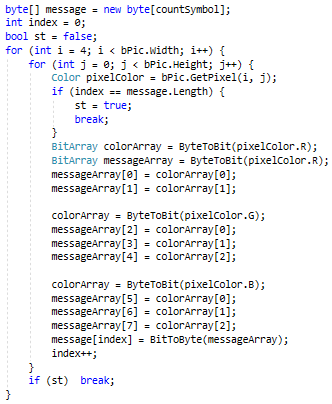 byte[] message = new byte[countSymbol];
int index = 0;
bool st = false;
for (int i = 4; i < bPic.Width; i++) {
for (int j = 0; j < bPic.Height; j++) {
Color pixelColor = bPic.GetPixel(i, j);
if (index == message.Length) {
st = true;
break;
}
BitArray colorArray = ByteToBit(pixelColor.R);
BitArray messageArray = ByteToBit(pixelColor.R);
messageArray[0] = colorArray[0];
messageArray[1] = colorArray[1];
colorArray = ByteToBit(pixelColor.G);
messageArray[2] = colorArray[0];
messageArray[3] = colorArray[1];
messageArray[4] = colorArray[2];
colorArray = ByteToBit(pixelColor.B);
messageArray[5] = colorArray[0];
messageArray[6] = colorArray[1];
messageArray[7] = colorArray[2];
message[index] = BitToByte(messageArray);
index++;
}
if (st) break;
}